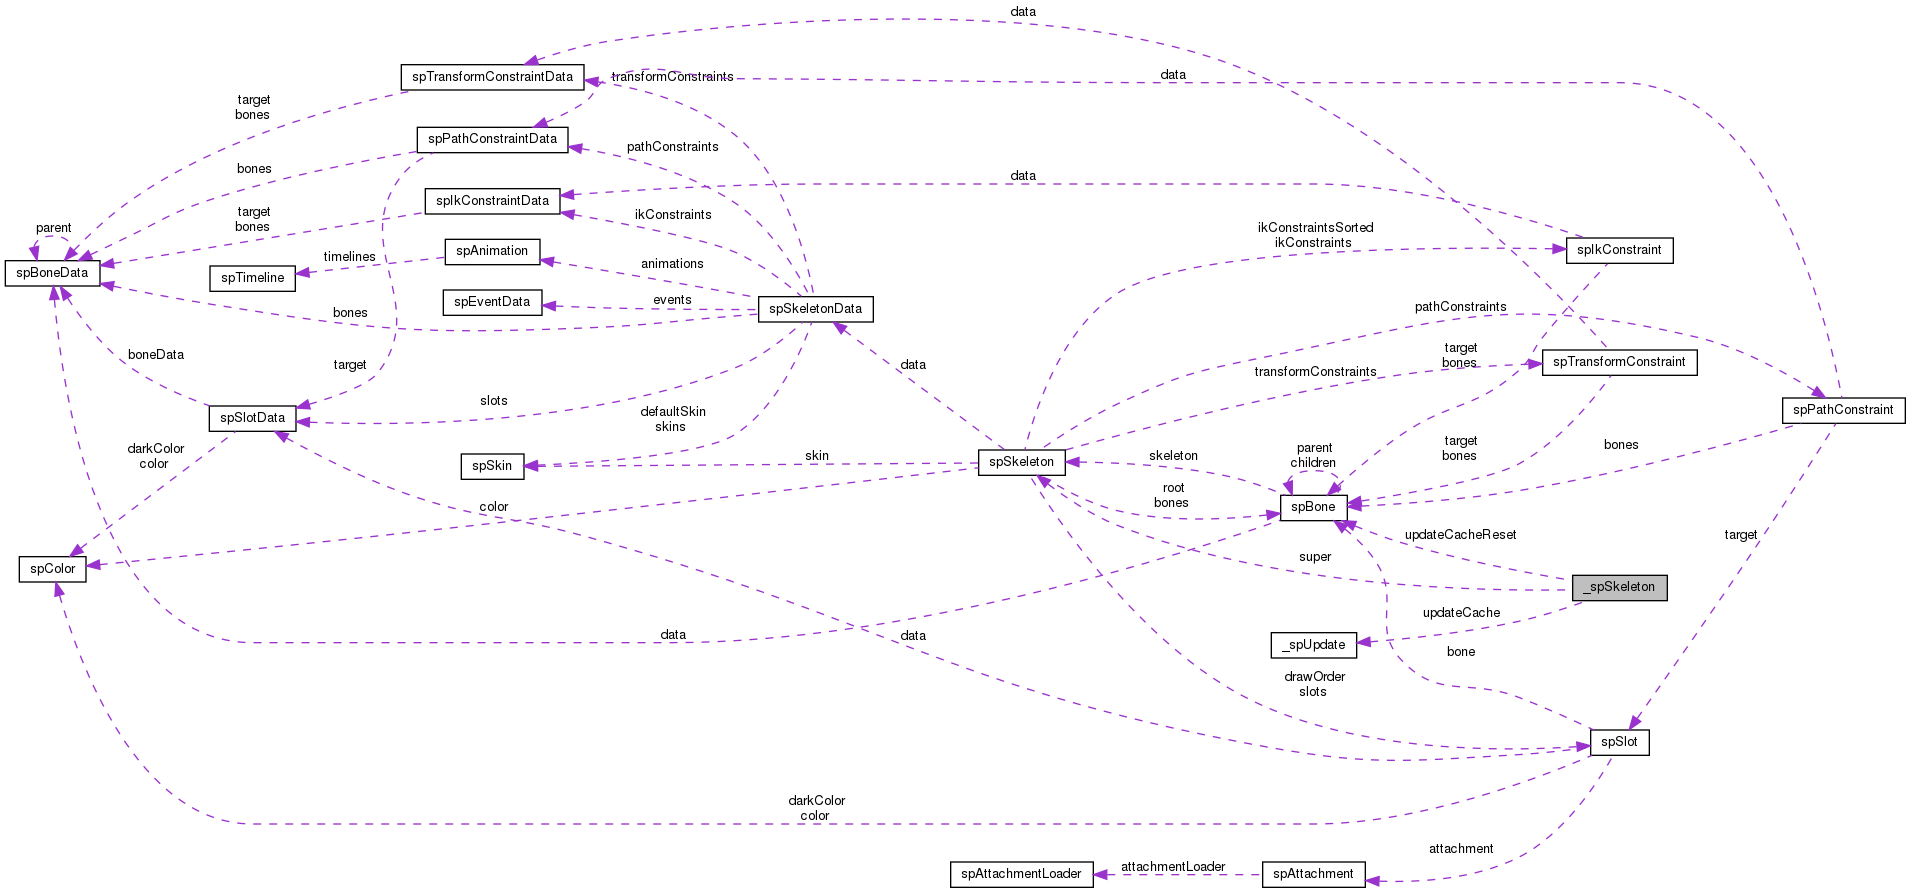 data
spTransformConstraintData
transformConstraints
data
target
bones
spPathConstraintData
pathConstraints
bones
data
spIkConstraintData
target
bones
ikConstraints
parent
ikConstraintsSorted
ikConstraints
spIkConstraint
spAnimation
timelines
animations
spBoneData
spTimeline
spEventData
events
spSkeletonData
bones
pathConstraints
boneData
target
data
target
bones
transformConstraints
spTransformConstraint
slots
defaultSkin
skins
spSlotData
spPathConstraint
darkColor
color
spSkin
skin
spSkeleton
skeleton
parent
children
target
bones
bones
root
bones
spBone
color
updateCacheReset
target
super
spColor
_spSkeleton
updateCache
data
data
_spUpdate
bone
drawOrder
slots
spSlot
darkColor
color
attachment
spAttachmentLoader
attachmentLoader
spAttachment